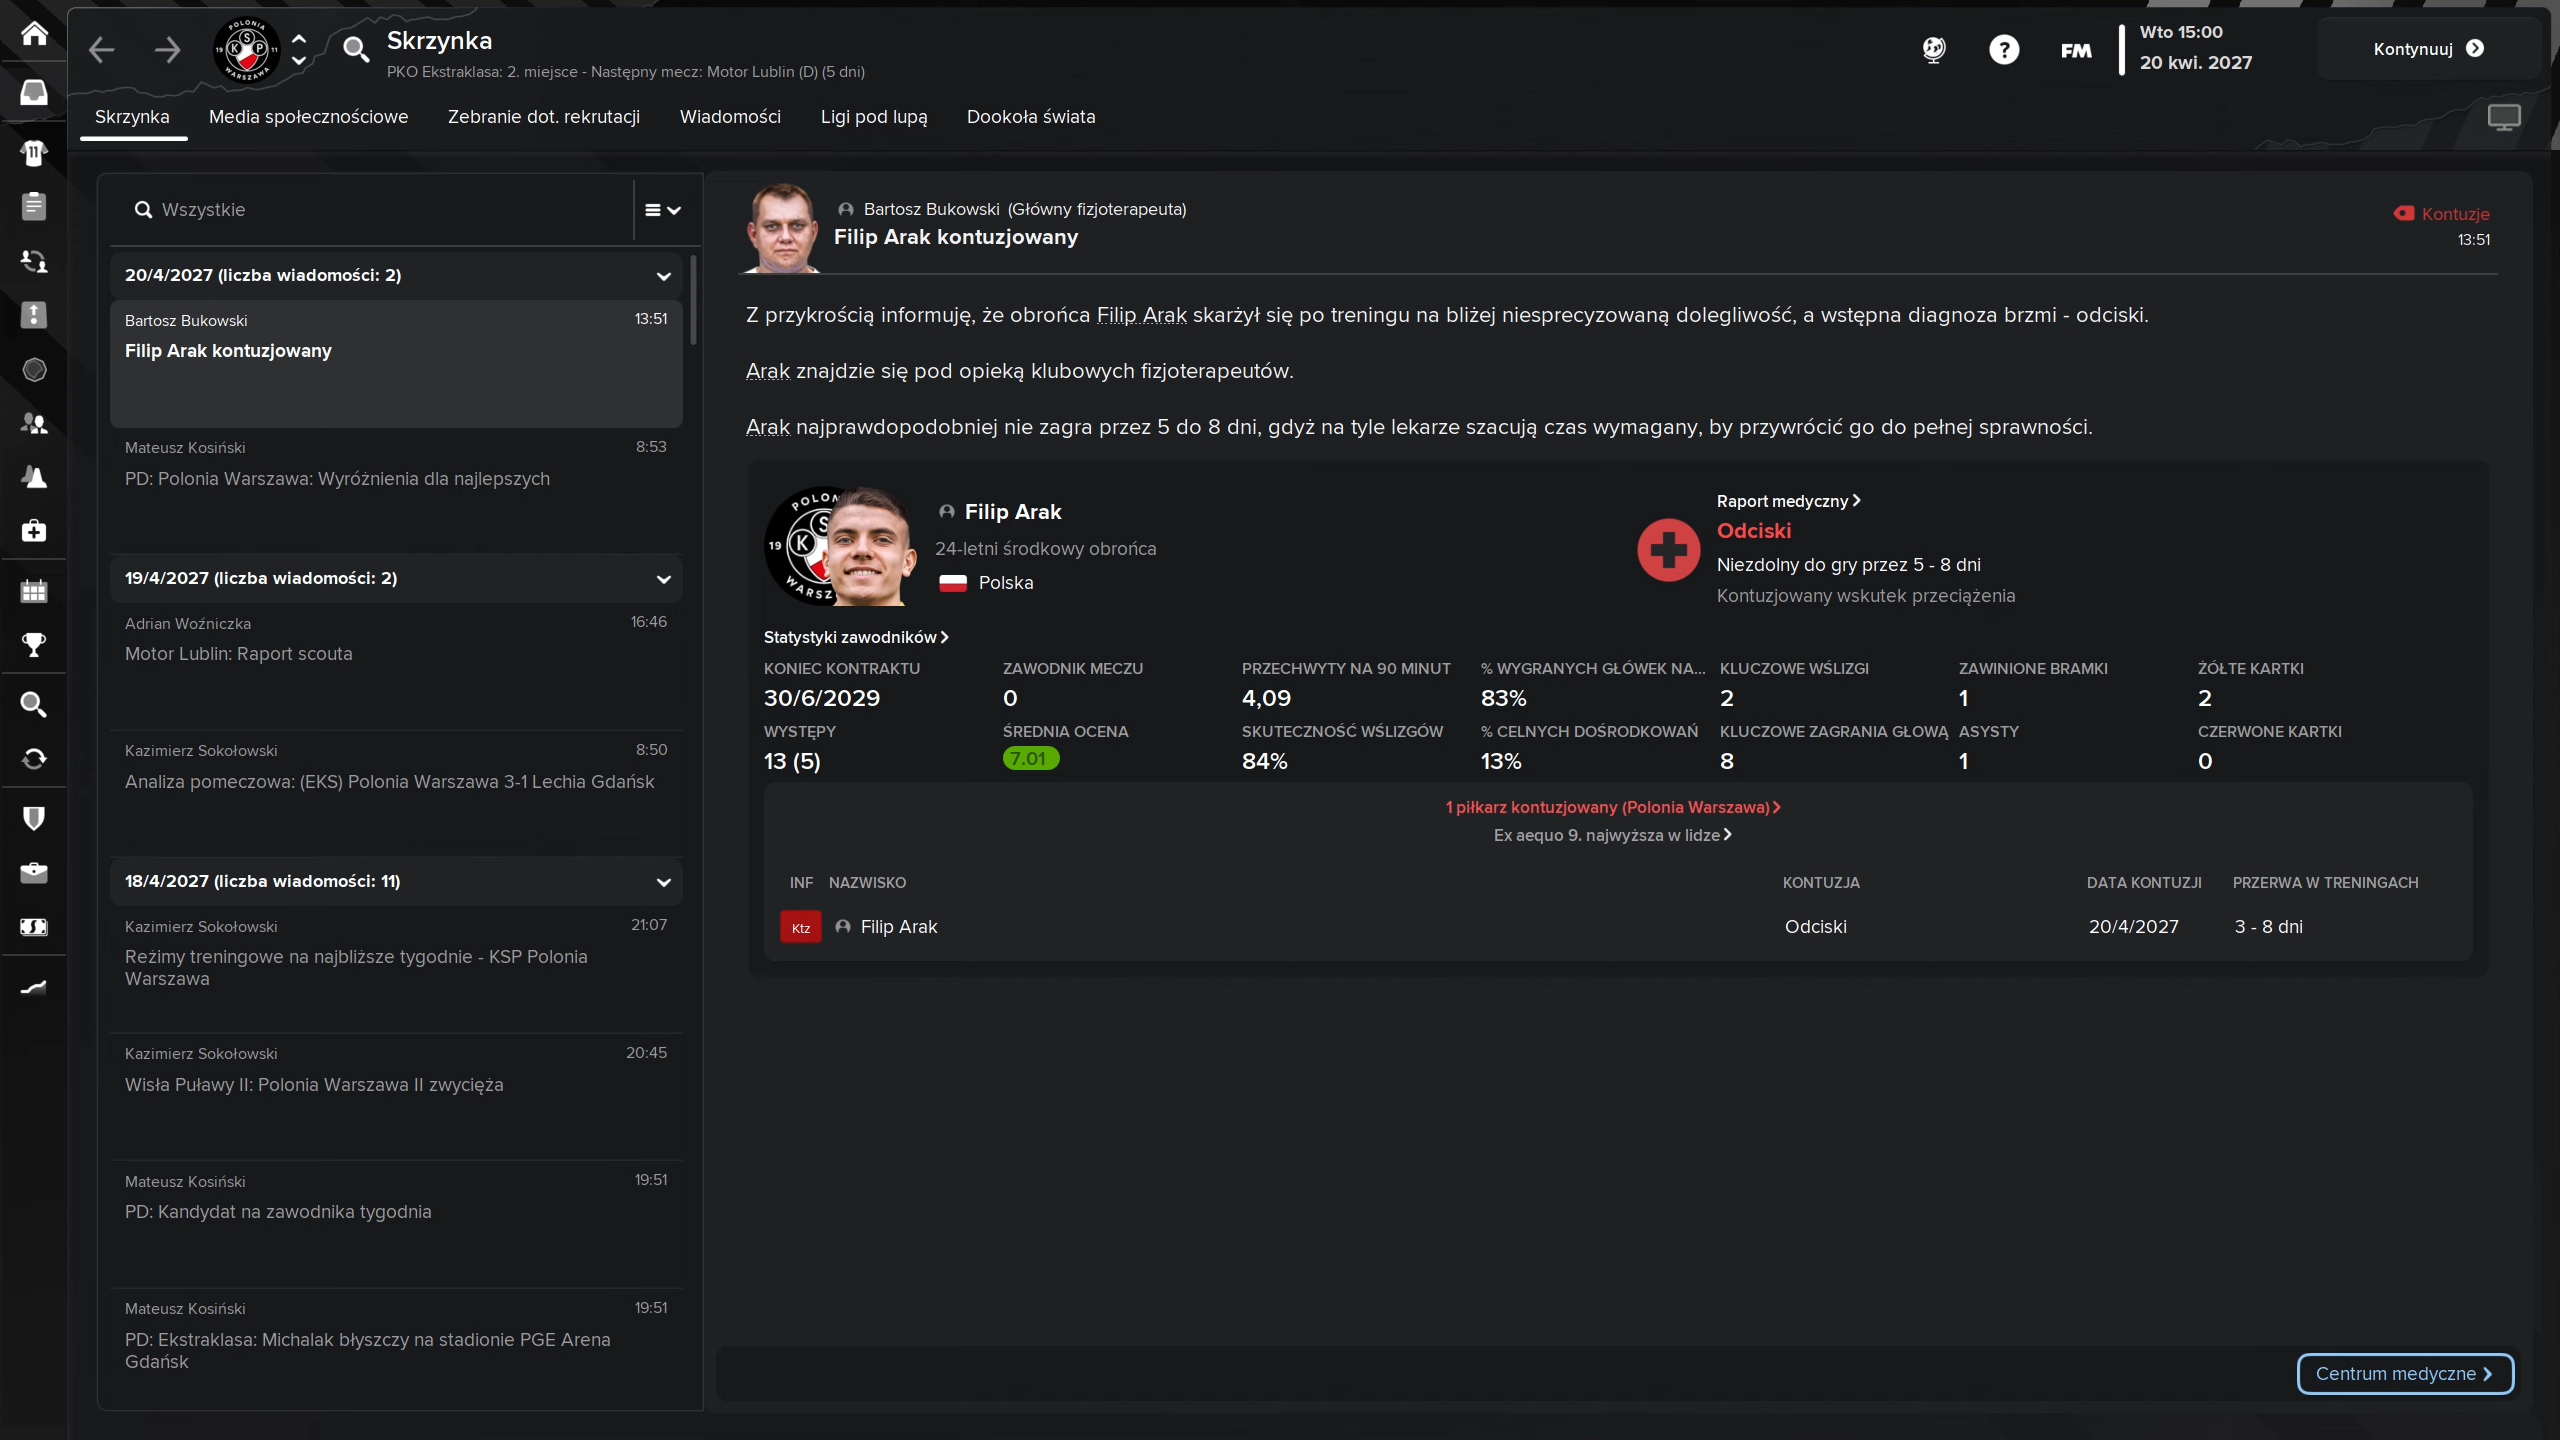 Skrzynka
PKO Ekstraklasa: 2. miejsce - Następny mecz: Motor Lublin (D) (5 dni)
FM
Wto 15:00
20 kwi. 2027
Kontynuuj
Skrzynka
Media społecznościowe
Zebranie dot. rekrutacji
Wiadomości
Ligi pod lupą
Dookoła świata
Wszystkie
20/4/2027 (liczba wiadomości: 2)
Bartosz Bukowski 13:51
Filip Arak kontuzjowany
Mateusz Kosiński 8:53
PD: Polonia Warszawa: Wyróżnienia dla najlepszych
19/4/2027 (liczba wiadomości: 2)
Adrian Woźniczka 16:46
Motor Lublin: Raport scouta
Kazimierz Sokołowski 8:50
Analiza pomeczowa: (EKS) Polonia Warszawa 3-1 Lechia Gdańsk
18/4/2027 (liczba wiadomości: 11)
Kazimierz Sokołowski 21:07
Reżimy treningowe na najbliższe tygodnie - KSP Polonia
Warszawa
Kazimierz Sokołowski 20:45
Wisła Puławy II: Polonia Warszawa II zwycięża
Mateusz Kosiński 19:51
PD: Kandydat na zawodnika tygodnia
Mateusz Kosiński 19:51
PD: Ekstraklasa: Michalak błyszczy na stadionie PGE Arena
Gdańsk
Bartosz Bukowski (Główny fizjoterapeuta)
Filip Arak kontuzjowany
Kontuzje
13:51
Z przykrością informuję, że obrońca Filip Arak skarżył się po treningu na bliżej niesprecyzowaną dolegliwość, a wstępna diagnoza brzmi - odciski.
Arak znajdzie się pod opieką klubowych fizjoterapeutów.
Arak najprawdopodobniej nie zagra przez 5 do 8 dni, gdyż na tyle lekarze szacują czas wymagany, by przywrócić go do pełnej sprawności.
Filip Arak
24-letni środkowy obrońca
Polska
Raport medyczny
Odciski
Niezdolny do gry przez 5 - 8 dni
Kontuzjowany wskutek przeciążenia
Statystyki zawodników
KONIEC KONTRAKTU ZAWODNIK MECZU PRZECHWYTY NA 90 MINUT % WYGRANYCH GŁÓWEK NA... KLUCZOWE WŚLIZGI ZAWINIONE BRAMKI ŻÓŁTE KARTKI
30/6/2029 0 4,09 83% 2 1 2
WYSTĘPY ŚREDNIA OCENA SKUTECZNOŚĆ WŚLIZGÓW % CELNYCH DOŚRODKOWAŃ KLUCZOWE ZAGRANIA GŁOWĄ ASYSTY CZERWONE KARTKI
13 (5) 7.01 84% 13% 8 1 0
1 piłkarz kontuzjowany (Polonia Warszawa)
Ex aequo 9. najwyższa w lidze
INF NAZWISKO KONTUZJA DATA KONTUZJI PRZERWA W TRENINGACH
Ktz Filip Arak Odciski 20/4/2027 3 - 8 dni
Centrum medyczne